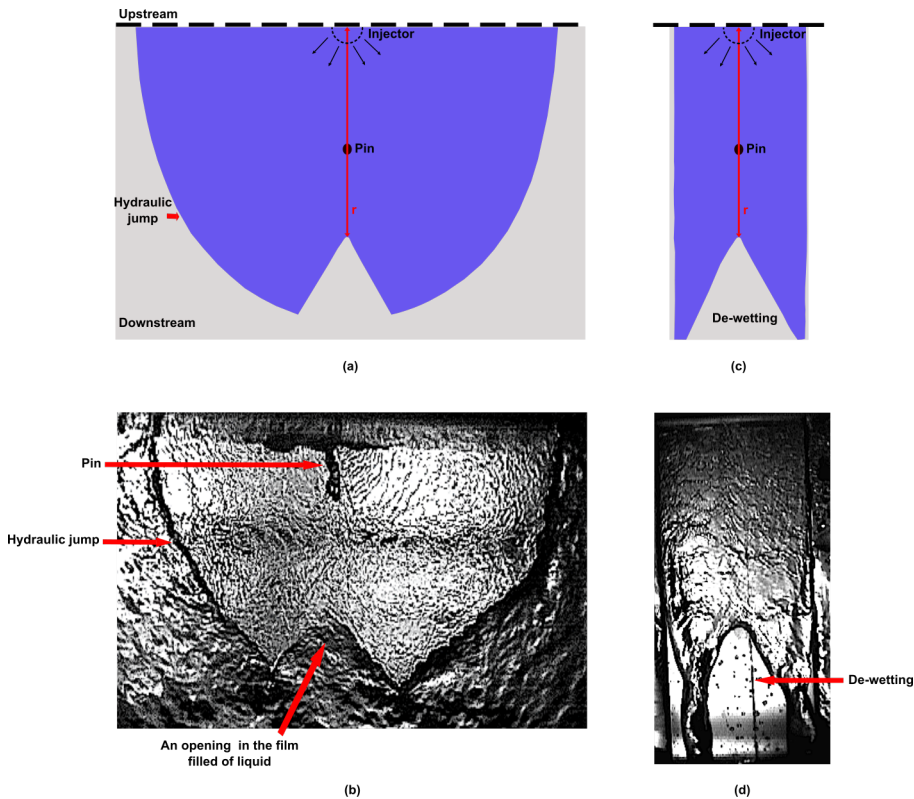 Upstream
Injector
Pin
r
Hydraulic
jump
Downstream
(a)
Injector
Pin
r
De-wetting
(c)
Pin
Hydraulic jump
An opening in the film
filled of liquid
(b)
De-wetting
(d)